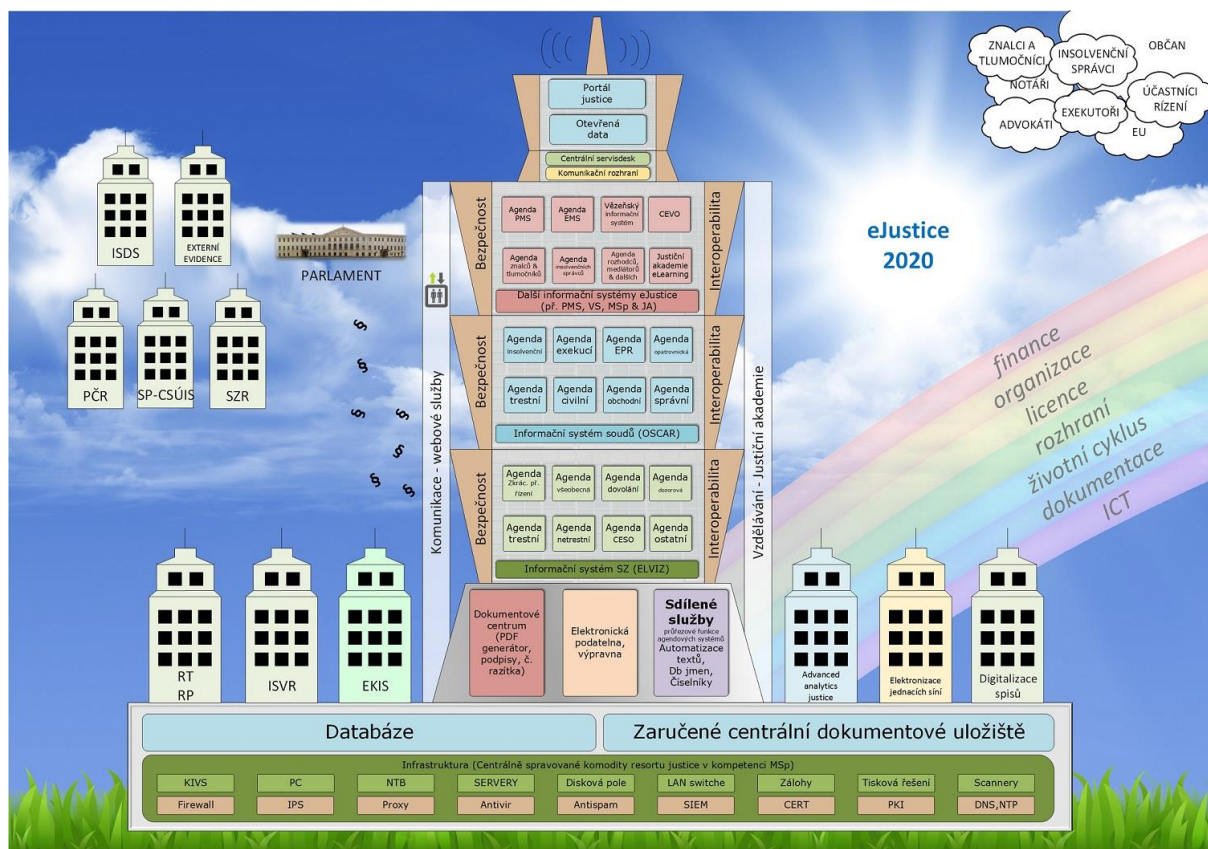 ZNALCI A
TLUMOČNÍCI
NOTÁŘI
INSOLVENČNÍ
SPRÁVCI
OBČAN
ÚČASTNÍCI
ŘÍZENÍ
ADVOKÁTI
EXEKUTOŘI
EU
eJustice
2020
Portál
justice
Otevřená
data
Centrální servisdesk
Komunikační rozhraní
ISDS
EXTERNÍ
EVIDENCE
PARLAMENT
PČR
SP-CSÚIS
SZR
§
§
§
§
§
§
§
§
Komunikace - webové služby
Bezpečnost
Agenda
PMS
Agenda
EMS
Vězeňský
informační
systém
CEVO
Agenda
znalců &
tlumočníků
Agenda
insolvenčních
správců
Agenda
rozhodců,
mediátorů
& dalších
Justiční
akademie
eLearning
Další informační systémy eJustice
(př. PMS, VS, MSp & JA)
Interoperabilita
Bezpečnost
Agenda
insolvenční
Agenda
exekucí
Agenda
EPR
Agenda
opatrovnická
Agenda
trestní
Agenda
civilní
Agenda
obchodní
Agenda
správní
Informační systém soudů (OSCAR)
Interoperabilita
Bezpečnost
Agenda
Zkrác. př.
řízení
Agenda
všeobecná
Agenda
dovolání
Agenda
dozorová
Agenda
trestní
Agenda
netrestní
Agenda
CESO
Agenda
ostatní
Informační systém SZ (ELVIZ)
Interoperabilita
Vzdělávání - Justiční akademie
finance
organizace
licence
rozhraní
životní cyklus
dokumentace
ICT
RT
RP
ISVR
EKIS
Dokumentové
centrum
(PDF
generátor,
podpisy, č.
razítka)
Elektronická
podatelna,
výpravna
Sdílené
služby
průřezové funkce
agendových systémů
Automatizace
textů,
Db jmen,
Číselníky
Advanced
analytics
justice
Elektronizace
jednacích síní
Digitalizace
spisů
Databáze
Zaručené centrální dokumentové uložiště
Infrastruktura (Centrálně spravované komodity resortu justice v kompetenci MSp)
KIVS
PC
NTB
SERVERY
Disková pole
LAN switche
Zálohy
Tisková řešení
Scannery
Firewall
IPS
Proxy
Antivir
Antispam
SIEM
CERT
PKI
DNS,NTP